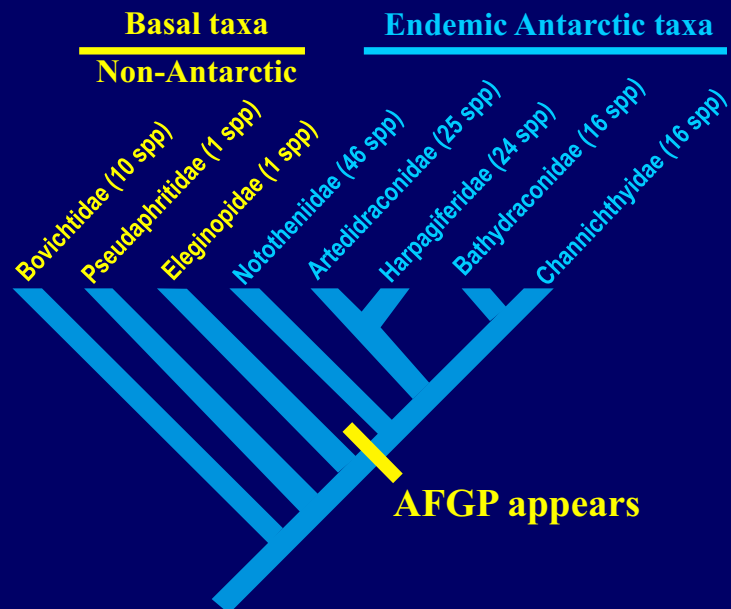 Basal taxa
Non-Antarctic
Endemic Antarctic taxa
Bovichtidae (10 spp)
Pseudaphritidae (1 spp)
Eleginopidae (1 spp)
Nototheniidae (46 spp)
Artedidraconidae (25 spp)
Harpagiferidae (24 spp)
Bathydraconidae (16 spp)
Channichthyidae (16 spp)
AFGP appears